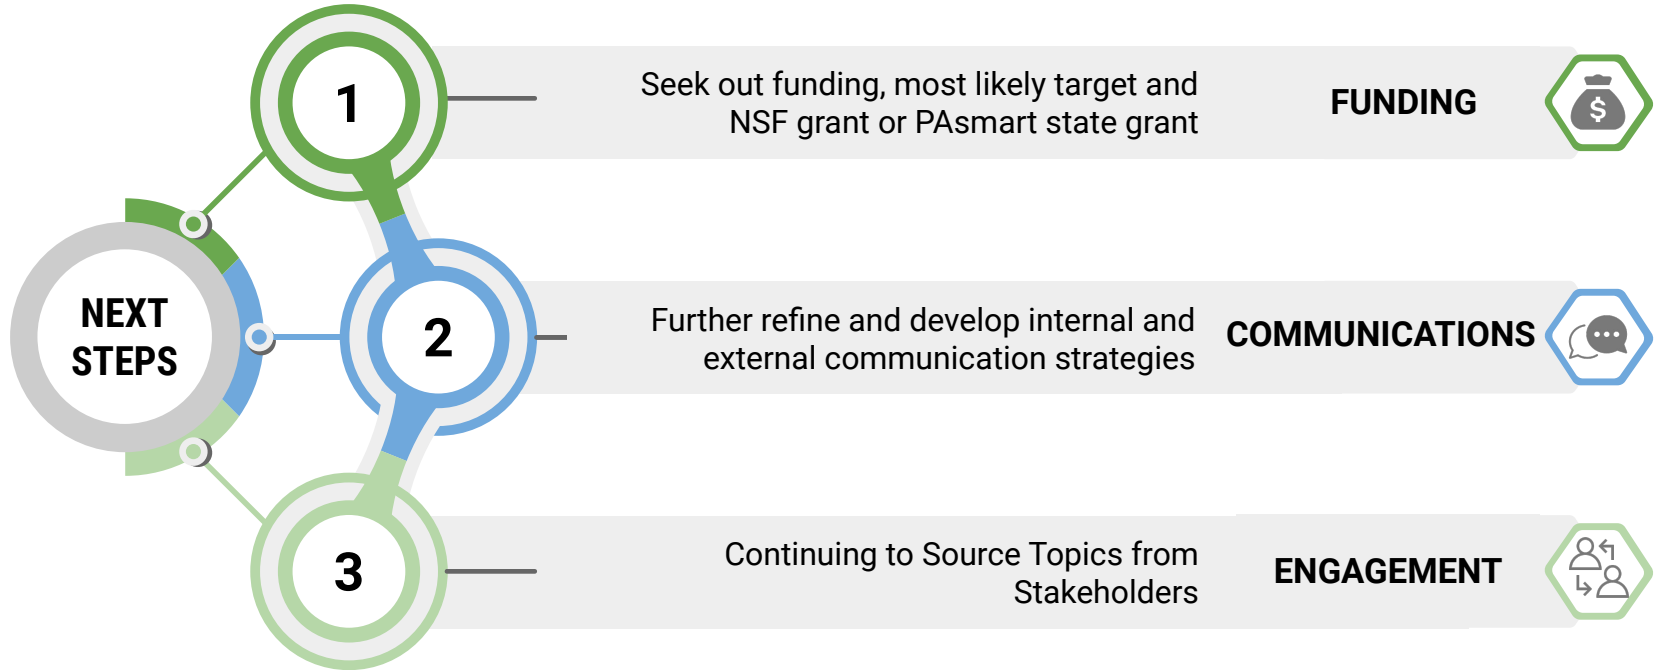 NEXT
STEPS
1
Seek out funding, most likely target and
NSF grant or PAsmart state grant
FUNDING
$
2
Further refine and develop internal and
external communication strategies
COMMUNICATIONS
3
Continuing to Source Topics from
Stakeholders
ENGAGEMENT